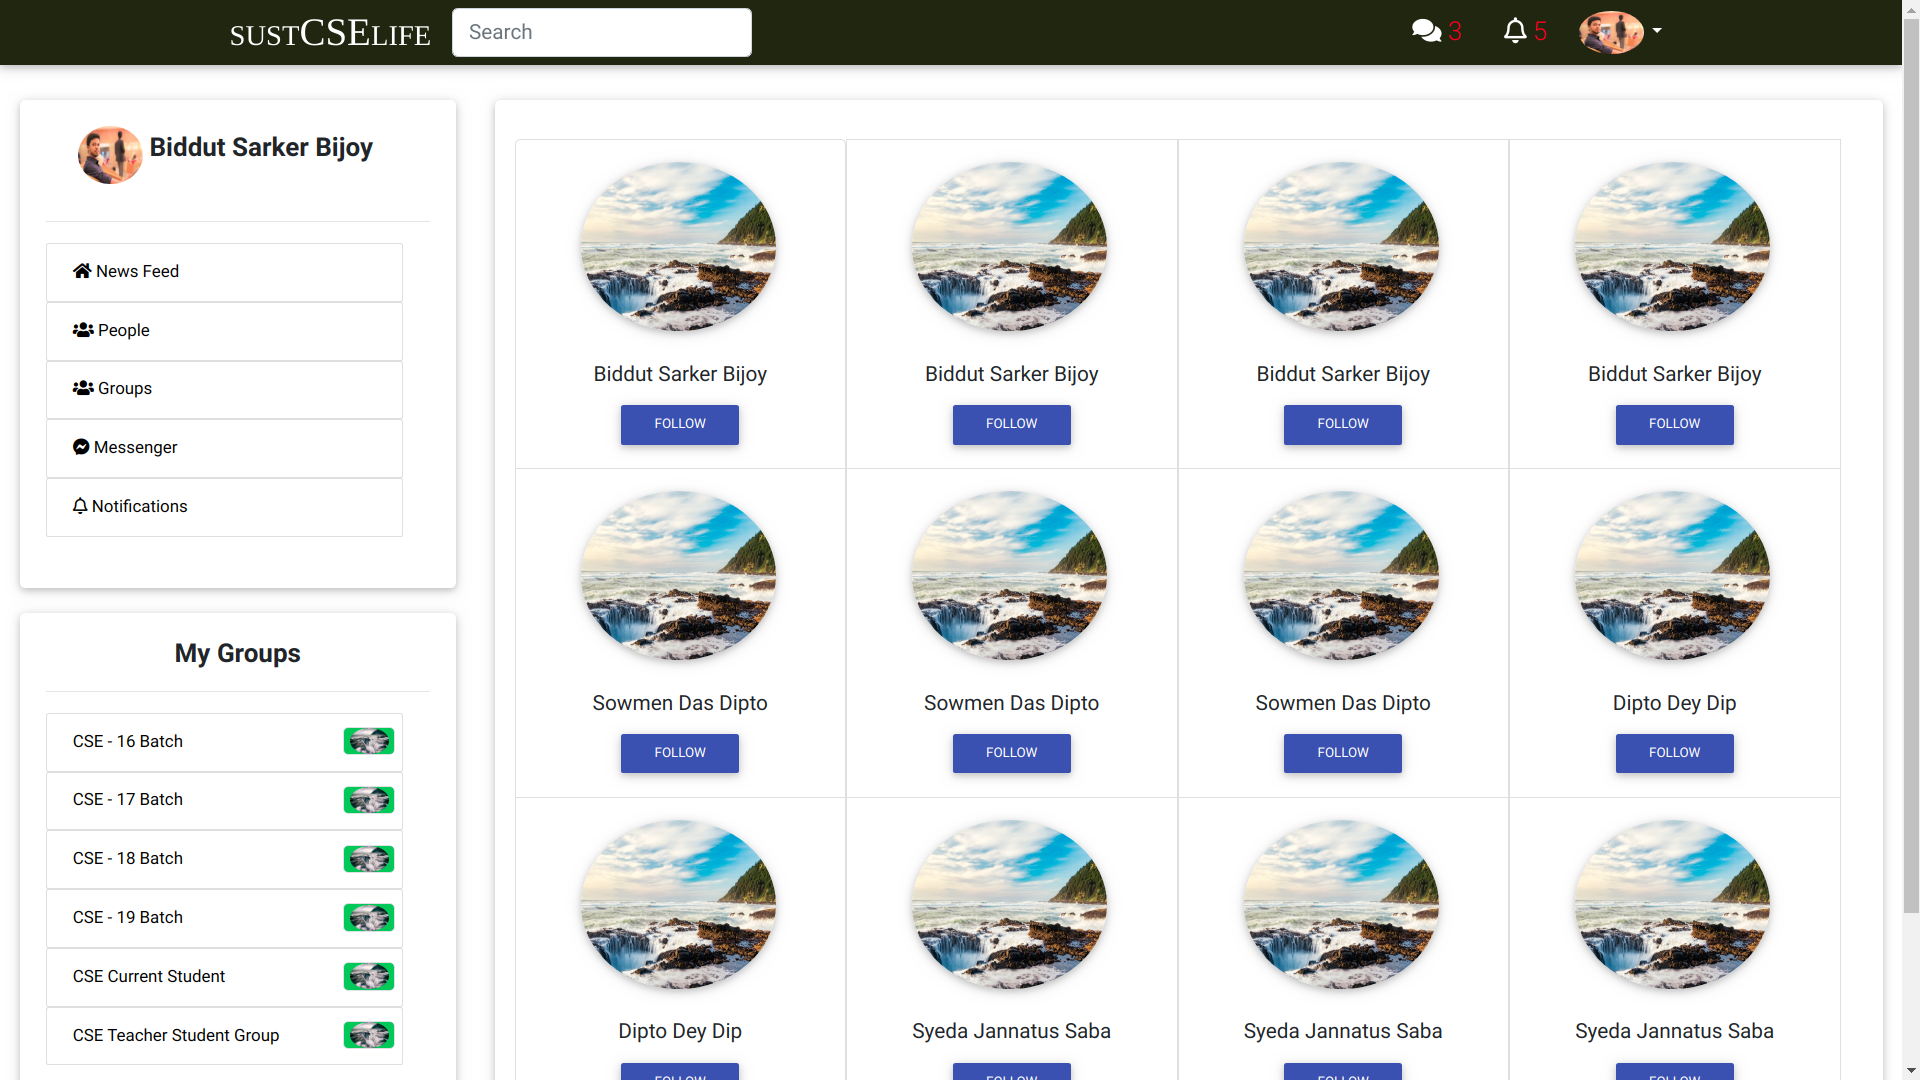 SUSTCSELIFE
Search
3
5
Biddut Sarker Bijoy
News Feed
People
Groups
Messenger
Notifications
My Groups
CSE - 16 Batch
CSE - 17 Batch
CSE - 18 Batch
CSE - 19 Batch
CSE Current Student
CSE Teacher Student Group
Biddut Sarker Bijoy
FOLLOW
Biddut Sarker Bijoy
FOLLOW
Biddut Sarker Bijoy
FOLLOW
Biddut Sarker Bijoy
FOLLOW
Sowmen Das Dipto
FOLLOW
Sowmen Das Dipto
FOLLOW
Sowmen Das Dipto
FOLLOW
Dipto Dey Dip
FOLLOW
Dipto Dey Dip
FOLLOW
Syeda Jannatus Saba
FOLLOW
Syeda Jannatus Saba
FOLLOW
Syeda Jannatus Saba
FOLLOW